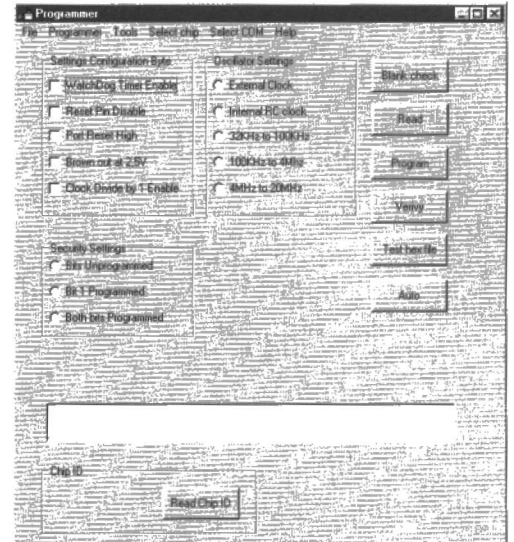 Programmer
File Programmer Tools Select chip Select COM Help
Settings Configuration Byte
WatchDog Timer Enable
Reset Pin Disable
Port Reset High
Brown out at 2.5V
Clock Divide by 1 Enable
Oscillator Settings
External Clock
Internal RC clock
32KHz to 100KHz
100KHz to 4Mhz
4MHz to 20MHz
Blank check
Read
Program
Verify
Test hex file
Auto
Security Settings
Bits Unprogrammed
Bit 1 Programmed
Both bits Programmed
Chip ID
Read Chip ID